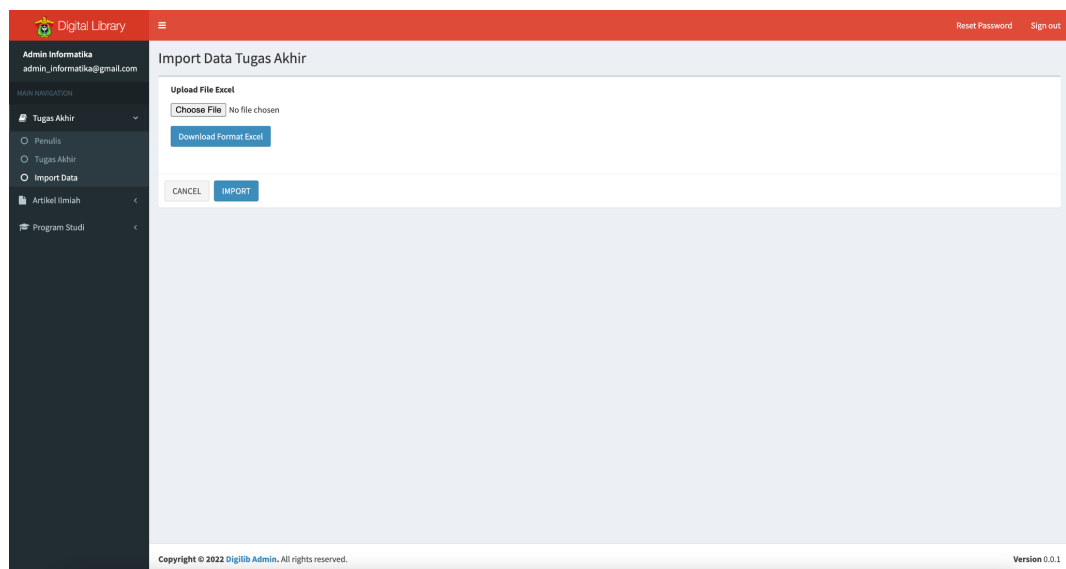 Digital Library
Reset Password
Sign out
Admin Informatika
admin_informatika@gmail.com
MAIN NAVIGATION
Tugas Akhir
Penulis
Tugas Akhir
Import Data
Artikel Ilmiah
Program Studi
Import Data Tugas Akhir
Upload File Excel
Choose File No file chosen
Download Format Excel
CANCEL IMPORT
Copyright © 2022 Digilib Admin. All rights reserved.
Version 0.0.1